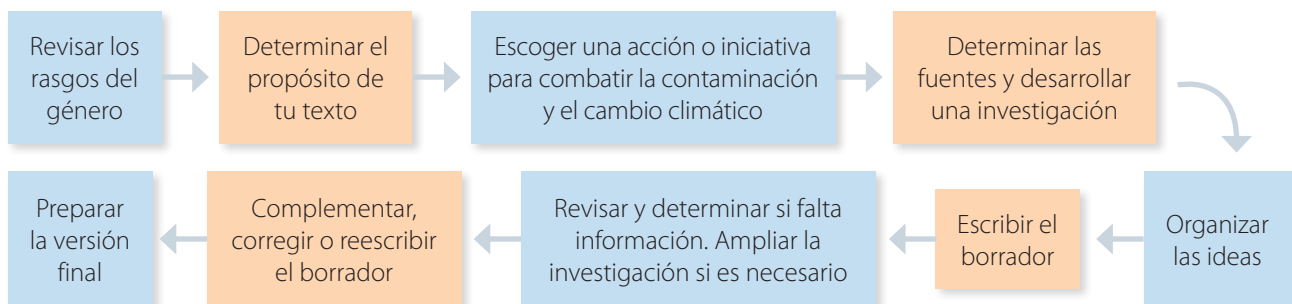 Revisar los
rasgos del
género
Determinar el
propósito de
tu texto
Escoger una acción o iniciativa
para combatir la contaminación
y el cambio climático
Determinar las
fuentes y desarrollar
una investigación
Organizar
las ideas
Escribir el
borrador
Revisar y determinar si falta
información. Ampliar la
investigación si es necesario
Complementar,
corregir o reescribir
el borrador
Preparar
la versión
final